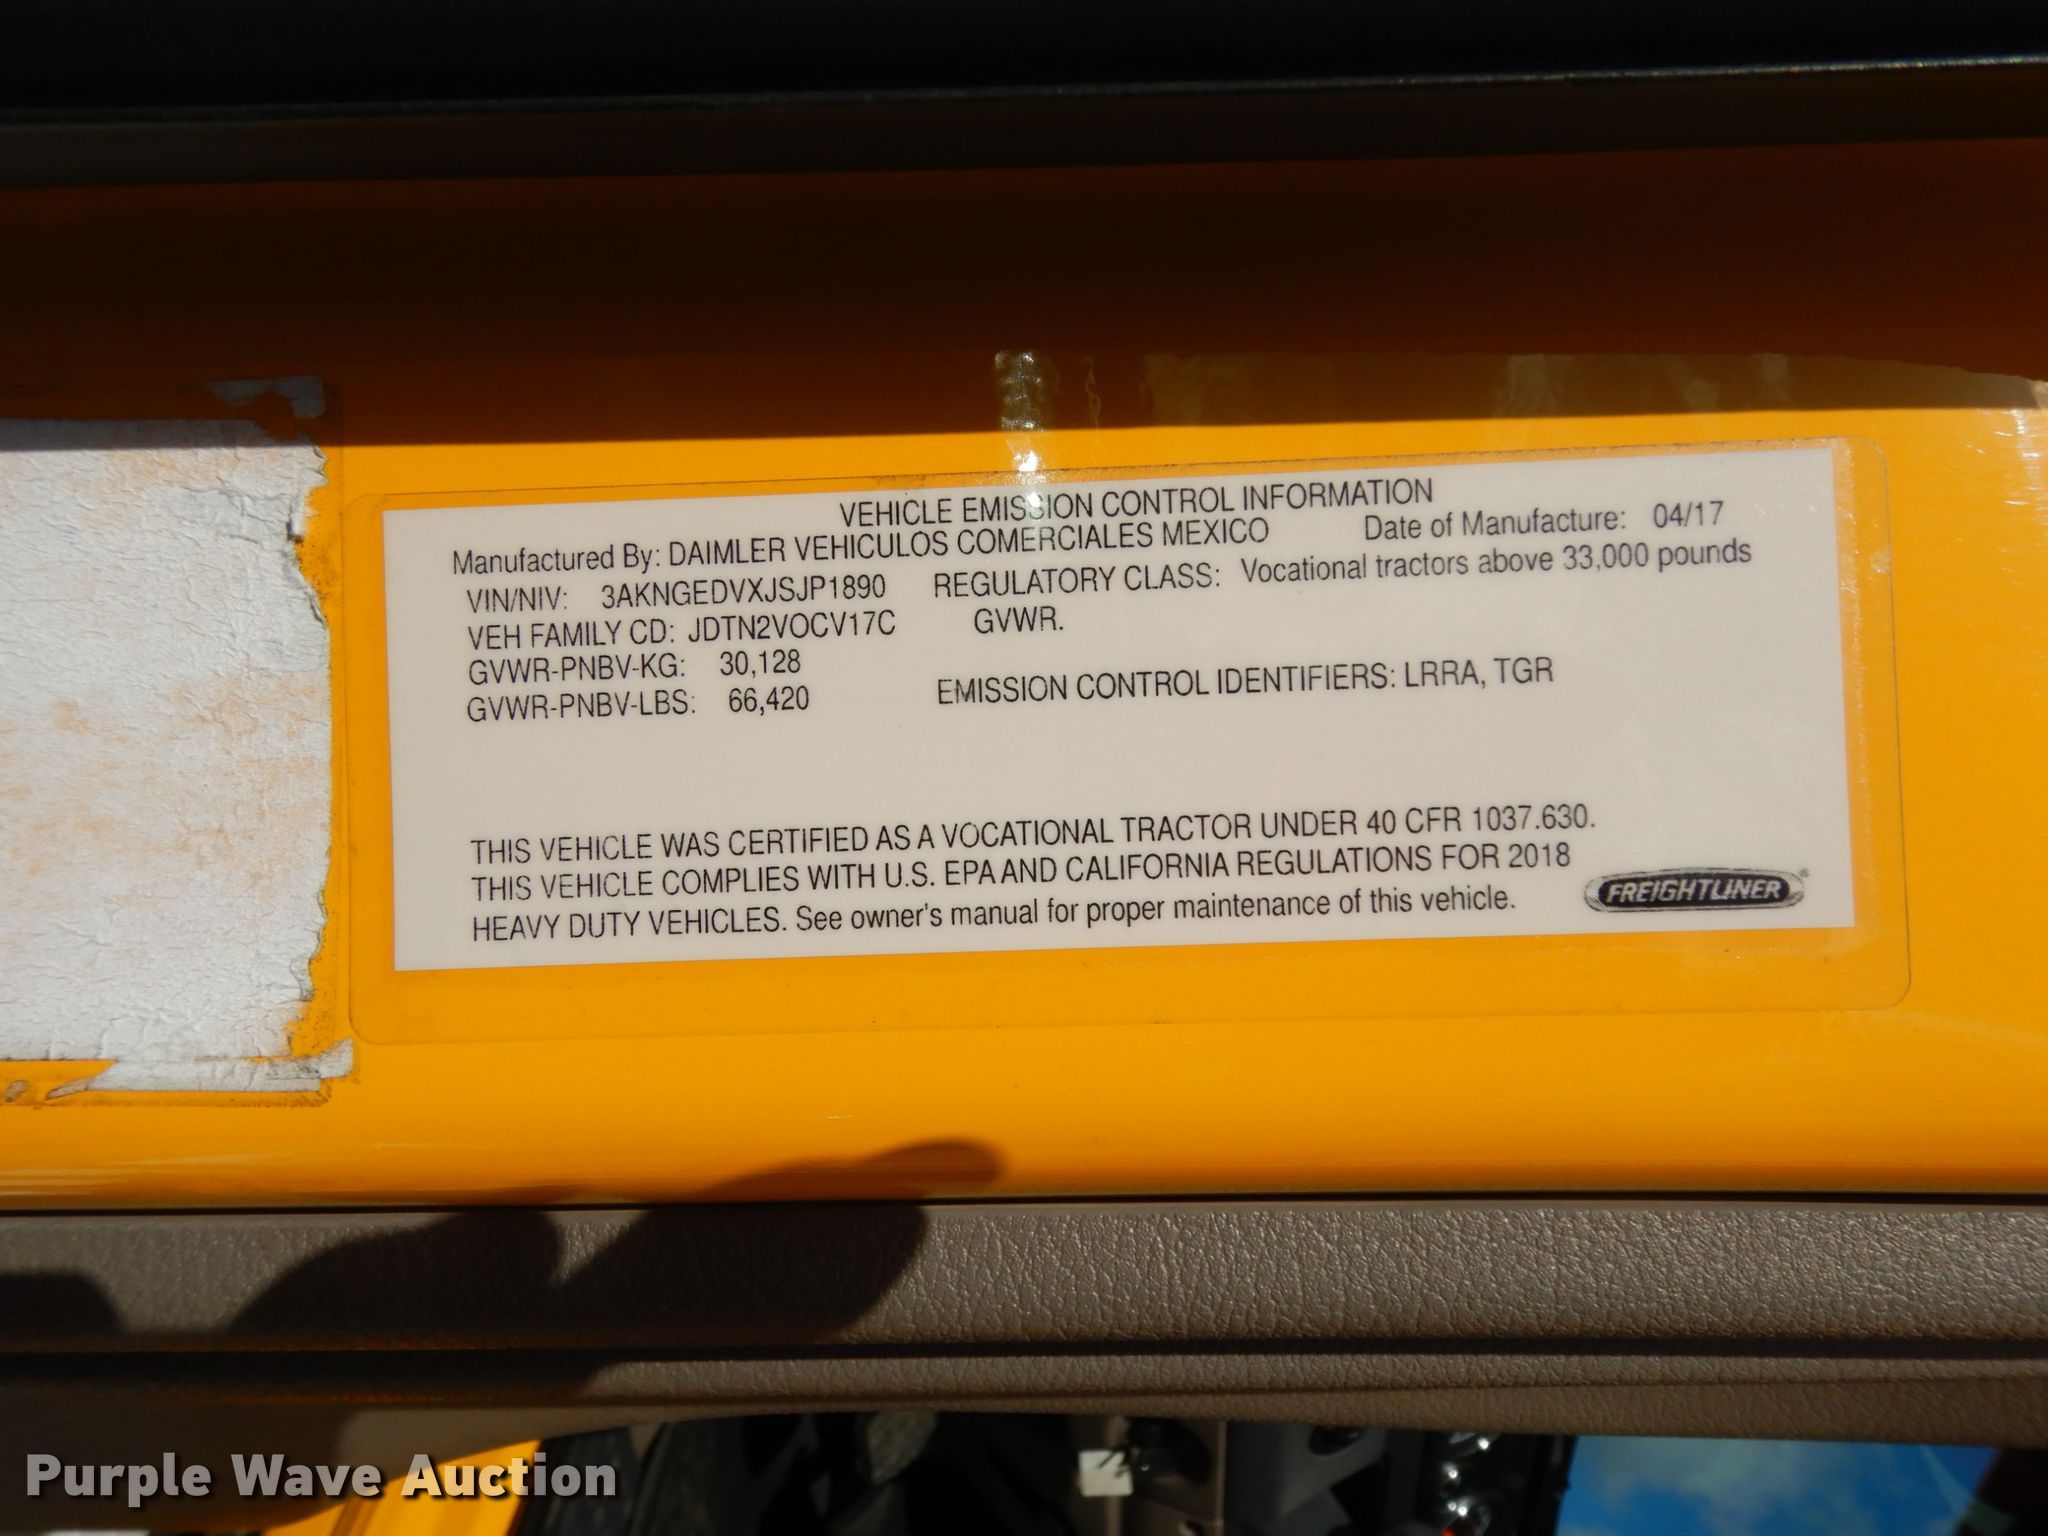 VEHICLE EMISSION CONTROL INFORMATION
Manufactured By: DAIMLER VEHICULOS COMERCIALES MEXICO Date of Manufacture: 04/17
VIN/NIV: 3AKNGEDVXJSJP1890 REGULATORY CLASS: Vocational tractors above 33,000 pounds
VEH FAMILY CD: JDTN2VOCV17C GVWR.
GVWR-PNBV-KG: 30,128
GVWR-PNBV-LBS: 66,420 EMISSION CONTROL IDENTIFIERS: LRRA, TGR
THIS VEHICLE WAS CERTIFIED AS A VOCATIONAL TRACTOR UNDER 40 CFR 1037.630.
THIS VEHICLE COMPLIES WITH U.S. EPA AND CALIFORNIA REGULATIONS FOR 2018
HEAVY DUTY VEHICLES. See owner's manual for proper maintenance of this vehicle.
FREIGHTLINER®
Purple Wave Auction